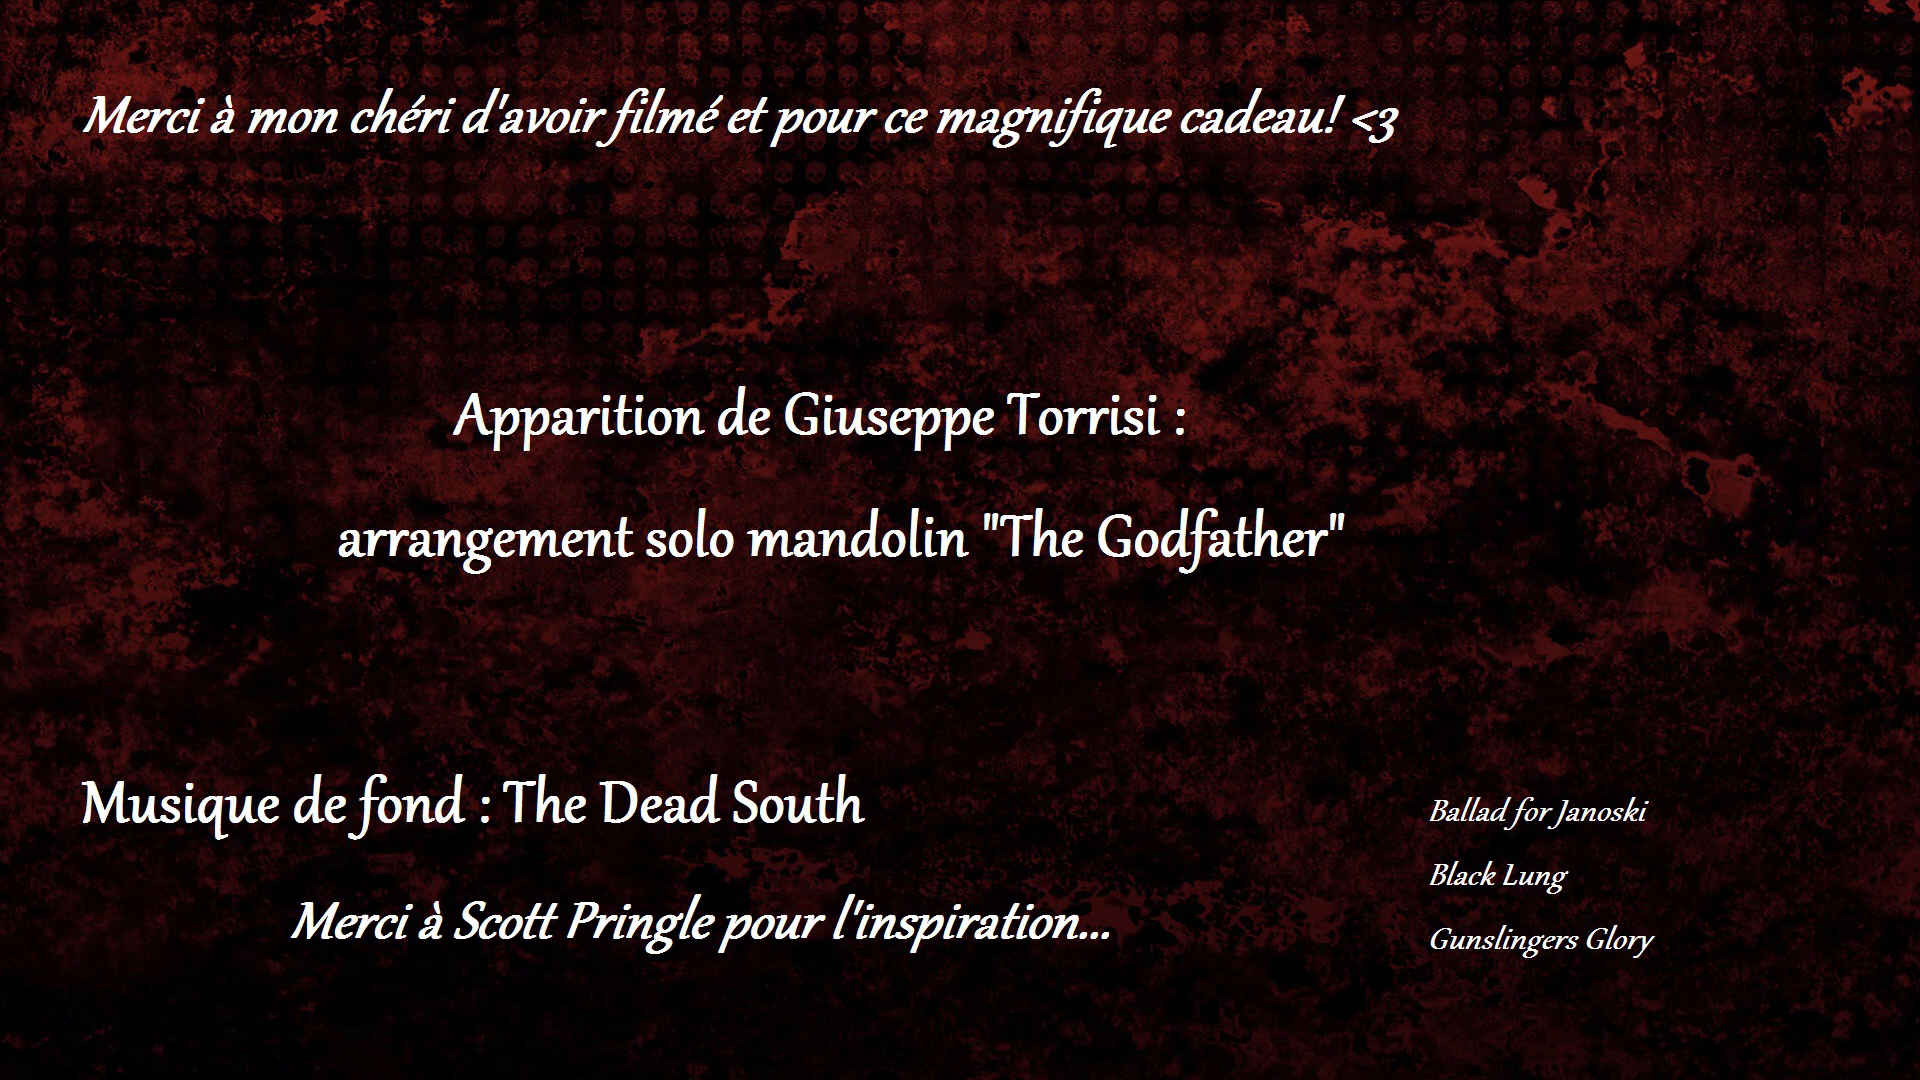 Merci à mon chéri d'avoir filmé et pour ce magnifique cadeau! <3
Apparition de Giuseppe Torrisi :
arrangement solo mandolin "The Godfather"
Musique de fond : The Dead South
Merci à Scott Pringle pour l'inspiration...
Ballad for Janoski
Black Lung
Gunslingers Glory